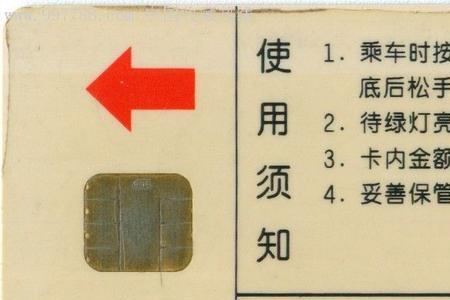 使用须知
1. 乘车时按
底后松手
2. 待绿灯亮
3. 卡内金额
4. 妥善保管